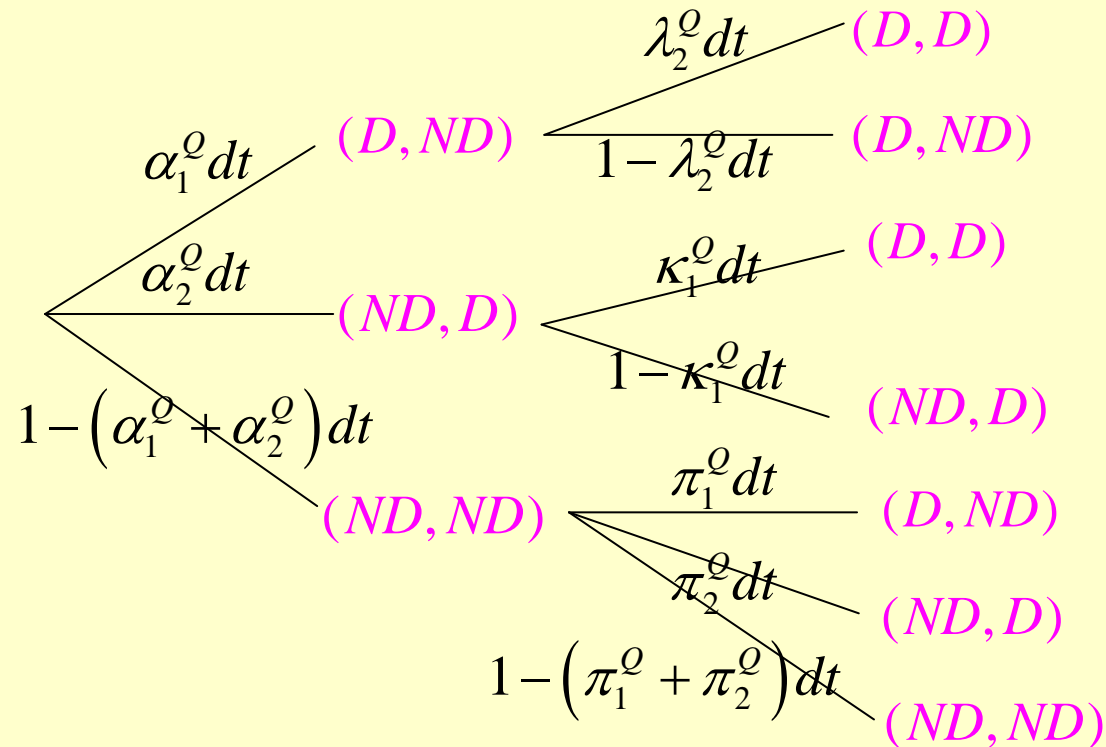 λ₂^Q dt
(D, D)
α₁^Q dt
(D, ND)
1 − λ₂^Q dt
(D, ND)
α₂^Q dt
(ND, D)
κ₁^Q dt
(D, D)
1 − κ₁^Q dt
(ND, D)
1 − (α₁^Q + α₂^Q) dt
(ND, ND)
π₁^Q dt
(D, ND)
π₂^Q dt
(ND, D)
1 − (π₁^Q + π₂^Q) dt
(ND, ND)